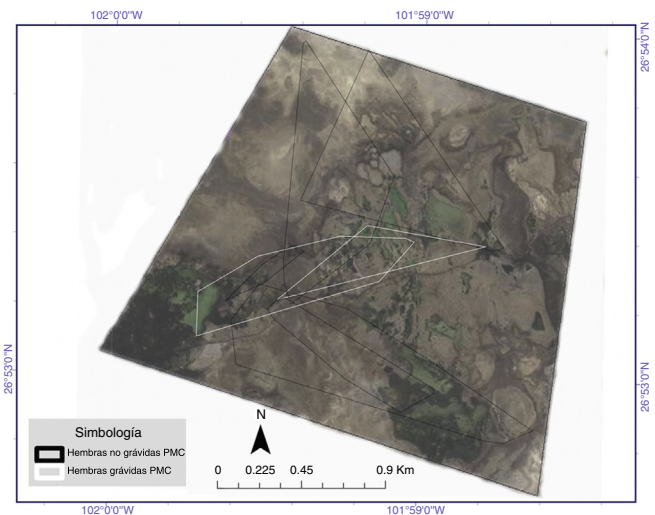 102°0'0"W 101°59'0"W
26°54'0"N
26°53'0"N 26°53'0"N
Simbología
Hembras no grávidas PMC
Hembras grávidas PMC
N
0 0.225 0.45 0.9 Km
102°0'0"W 101°59'0"W